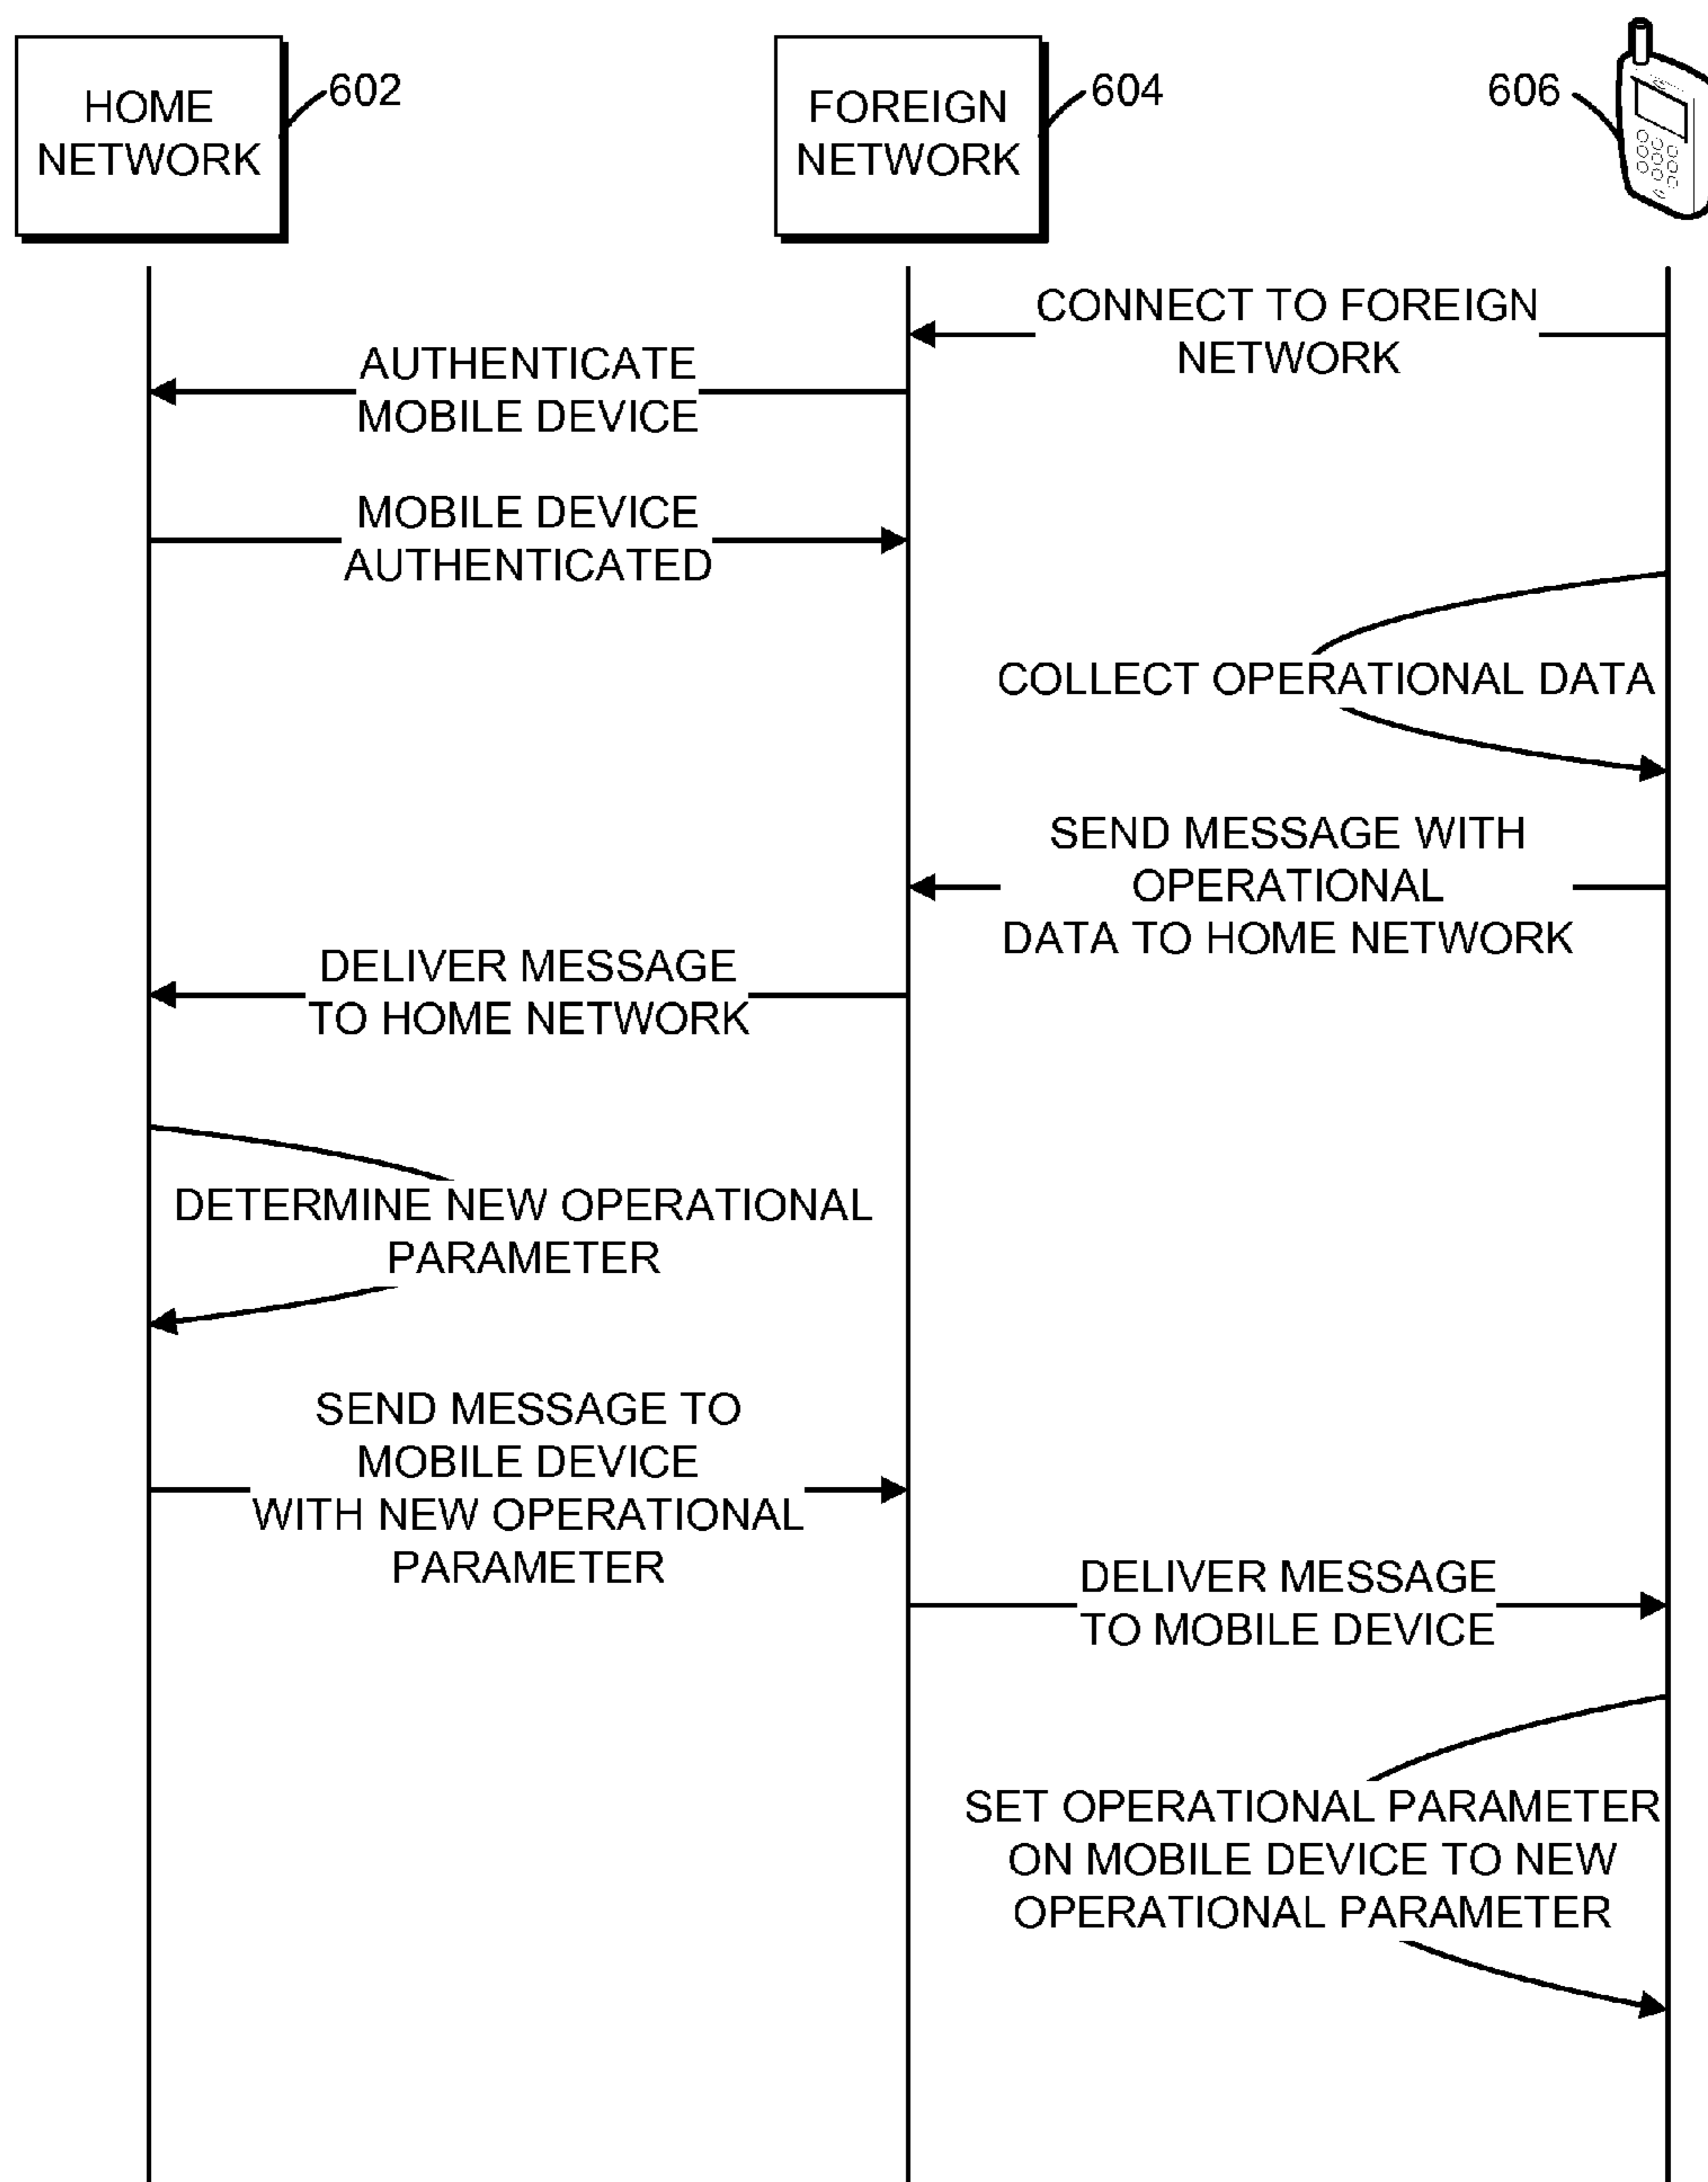 HOME
NETWORK
602
FOREIGN
NETWORK
604
606
CONNECT TO FOREIGN
NETWORK
AUTHENTICATE
MOBILE DEVICE
MOBILE DEVICE
AUTHENTICATED
COLLECT OPERATIONAL DATA
SEND MESSAGE WITH
OPERATIONAL
DATA TO HOME NETWORK
DELIVER MESSAGE
TO HOME NETWORK
DETERMINE NEW OPERATIONAL
PARAMETER
SEND MESSAGE TO
MOBILE DEVICE
WITH NEW OPERATIONAL
PARAMETER
DELIVER MESSAGE
TO MOBILE DEVICE
SET OPERATIONAL PARAMETER
ON MOBILE DEVICE TO NEW
OPERATIONAL PARAMETER